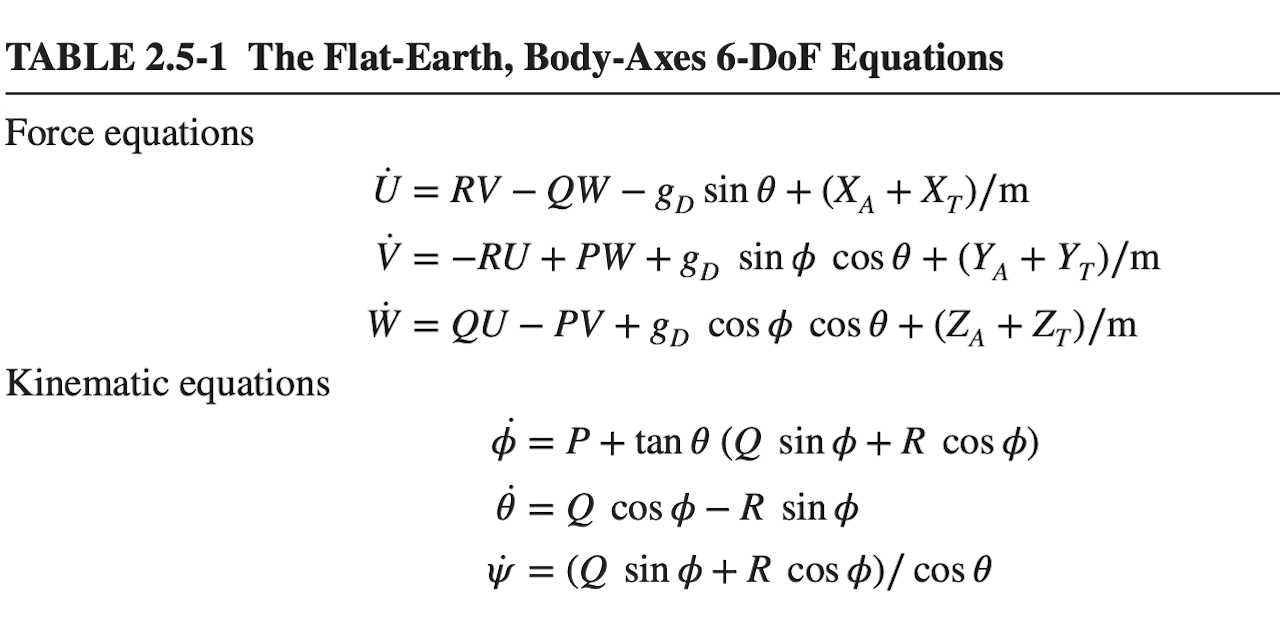 TABLE 2.5-1 The Flat-Earth, Body-Axes 6-DoF Equations
Force equations
U̇ = RV − QW − g_D sin θ + (X_A + X_T)/m
V̇ = −RU + PW + g_D sin ϕ cos θ + (Y_A + Y_T)/m
Ẇ = QU − PV + g_D cos ϕ cos θ + (Z_A + Z_T)/m
Kinematic equations
ϕ̇ = P + tan θ (Q sin ϕ + R cos ϕ)
θ̇ = Q cos ϕ − R sin ϕ
ψ̇ = (Q sin ϕ + R cos ϕ)/ cos θ